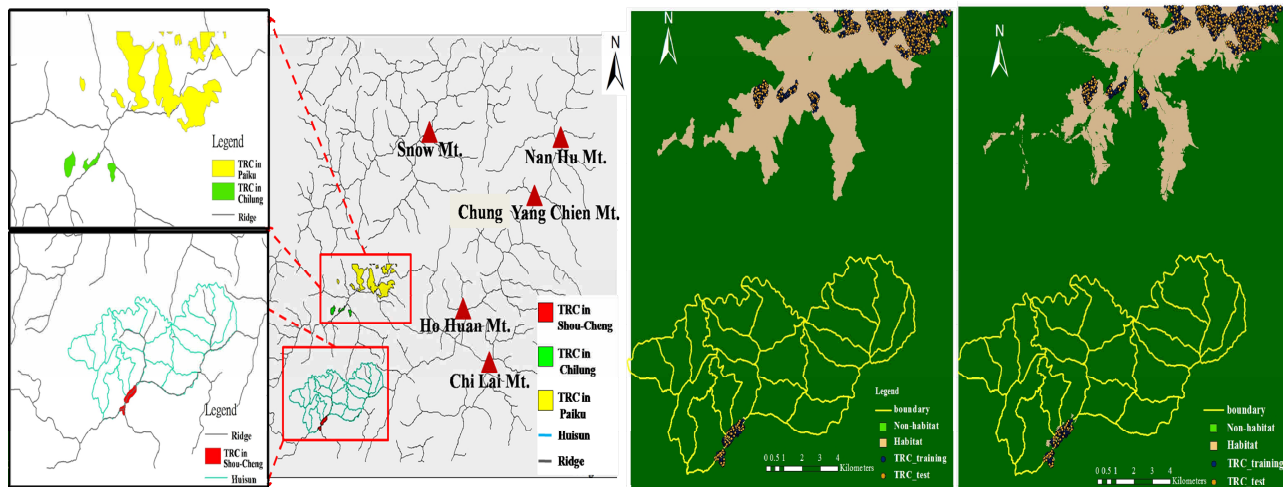 Legend
TRC in
Paiku
TRC in
Chilung
Ridge
Legend
Ridge
TRC in
Shou-Cheng
Huisun
N
Snow Mt.
Nan Hu Mt.
Chung Yang Chien Mt.
Ho Huan Mt.
Chi Lai Mt.
TRC in
Shou-Cheng
TRC in
Chilung
TRC in
Paiku
Huisun
Ridge
N
Legend
boundary
Non-habitat
Habitat
TRC_training
TRC_test
0 0.5 1 2 3 4
Kilometers
N
Legend
boundary
Non-habitat
Habitat
TRC_training
TRC_test
0 0.5 1 2 3 4
Kilometers